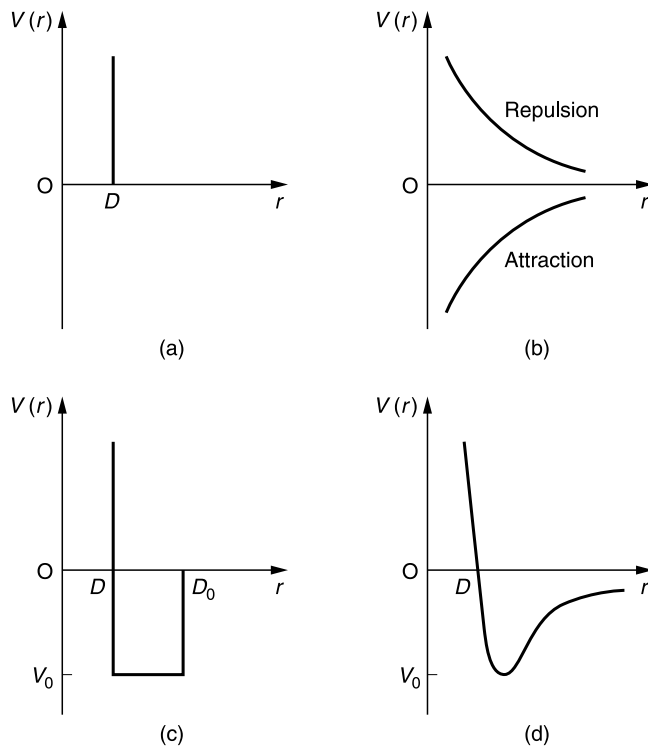 V(r) V(r)
Repulsion
O D r O r
Attraction
(a) (b)
V(r) V(r)
O D D₀ r O D r
V₀ V₀
(c) (d)